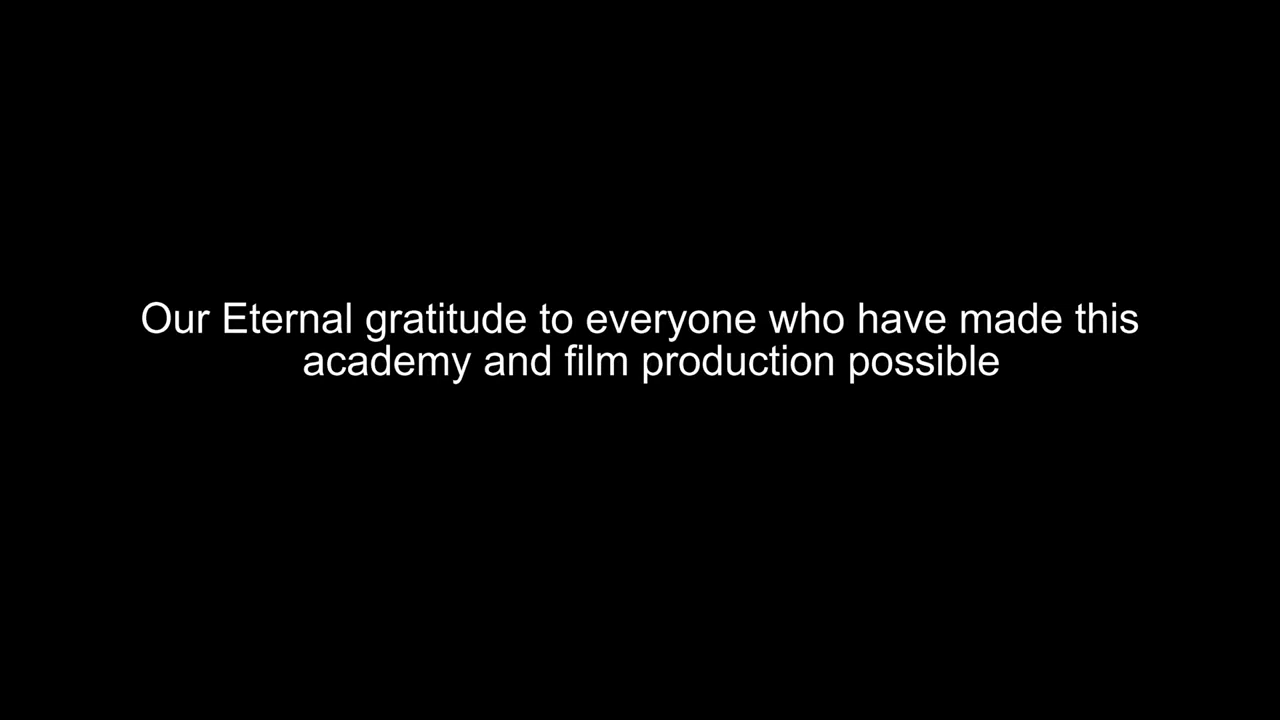 Our Eternal gratitude to everyone who have made this
academy and film production possible